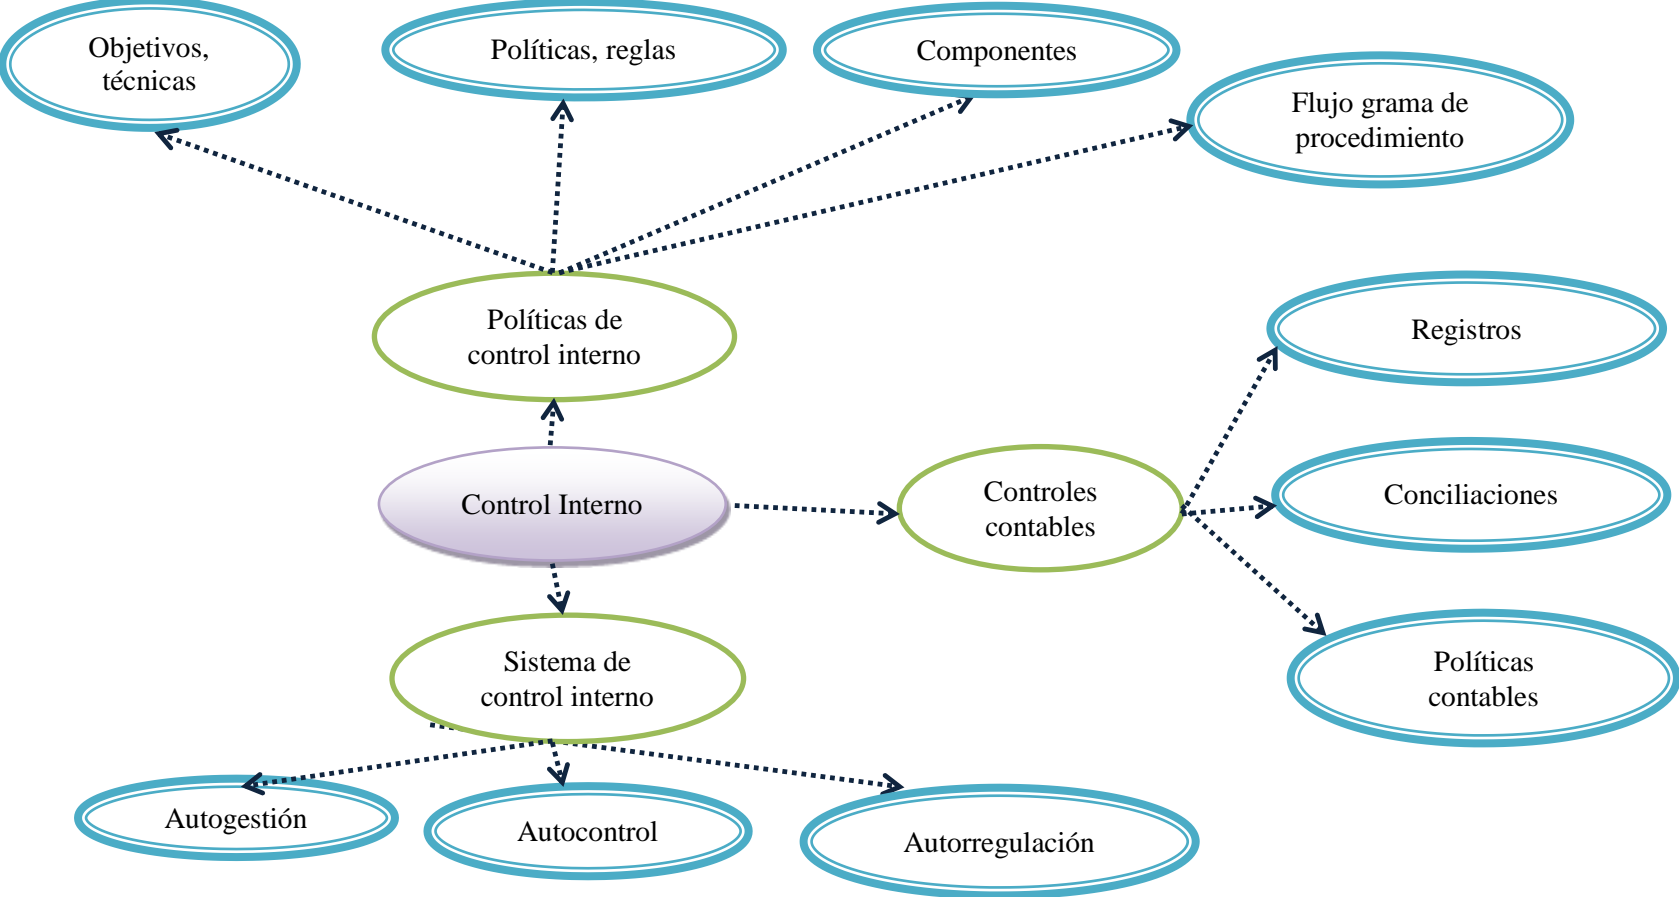 Objetivos,
técnicas
Políticas, reglas
Componentes
Flujo grama de
procedimiento
Políticas de
control interno
Registros
Control Interno
Controles
contables
Conciliaciones
Sistema de
control interno
Políticas
contables
Autogestión
Autocontrol
Autorregulación